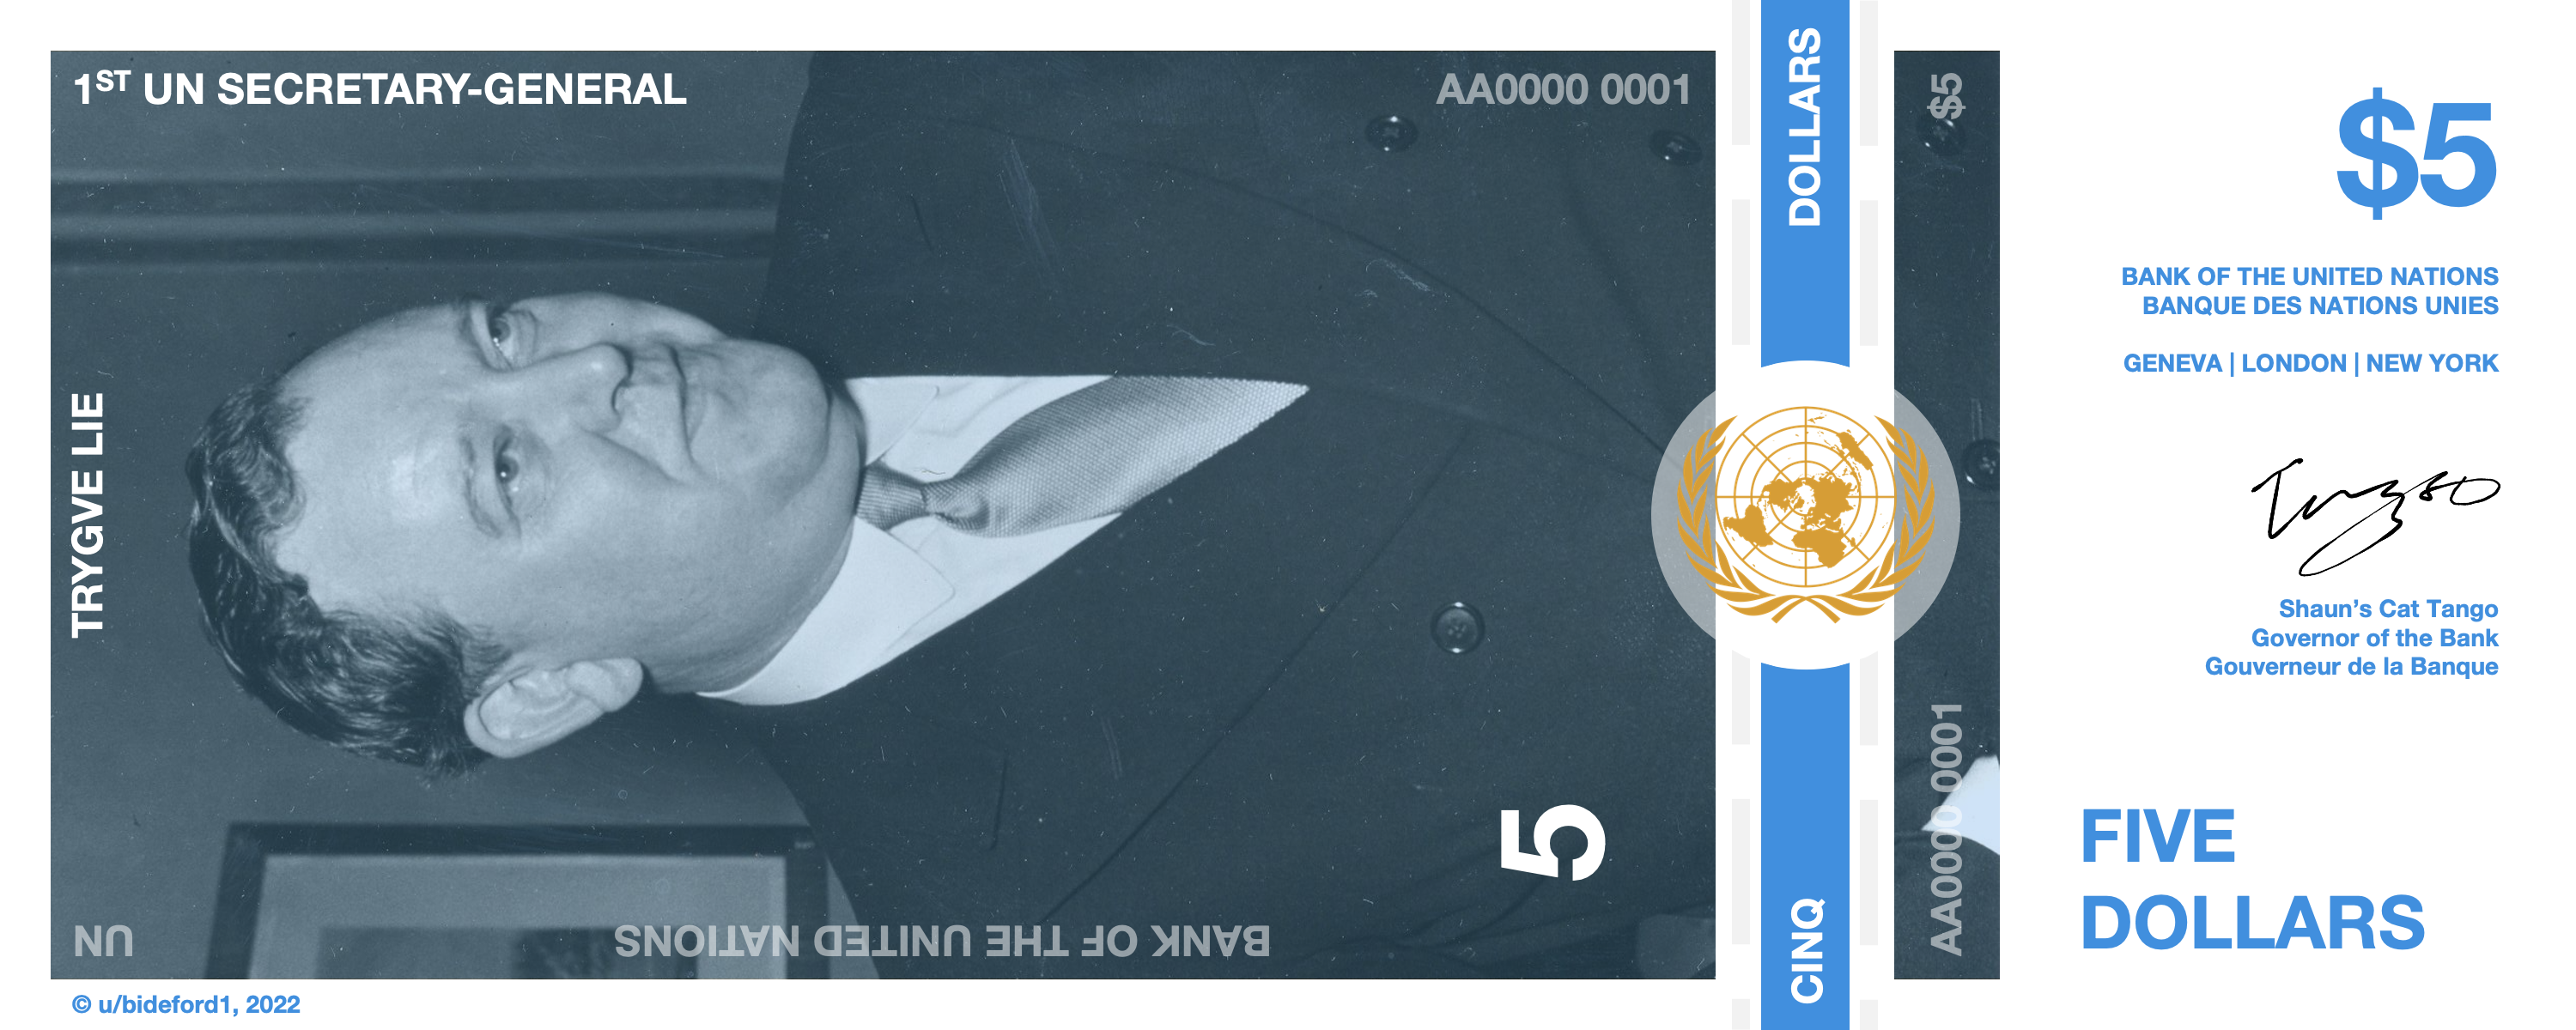 1ST UN SECRETARY-GENERAL
AA0000 0001
TRYGVE LIE
UN
BANK OF THE UNITED NATIONS
5
DOLLARS
CINQ
$5
AA0000 0001
$5
BANK OF THE UNITED NATIONS
BANQUE DES NATIONS UNIES
GENEVA | LONDON | NEW YORK
Shaun’s Cat Tango
Governor of the Bank
Gouverneur de la Banque
FIVE
DOLLARS
© u/bideford1, 2022